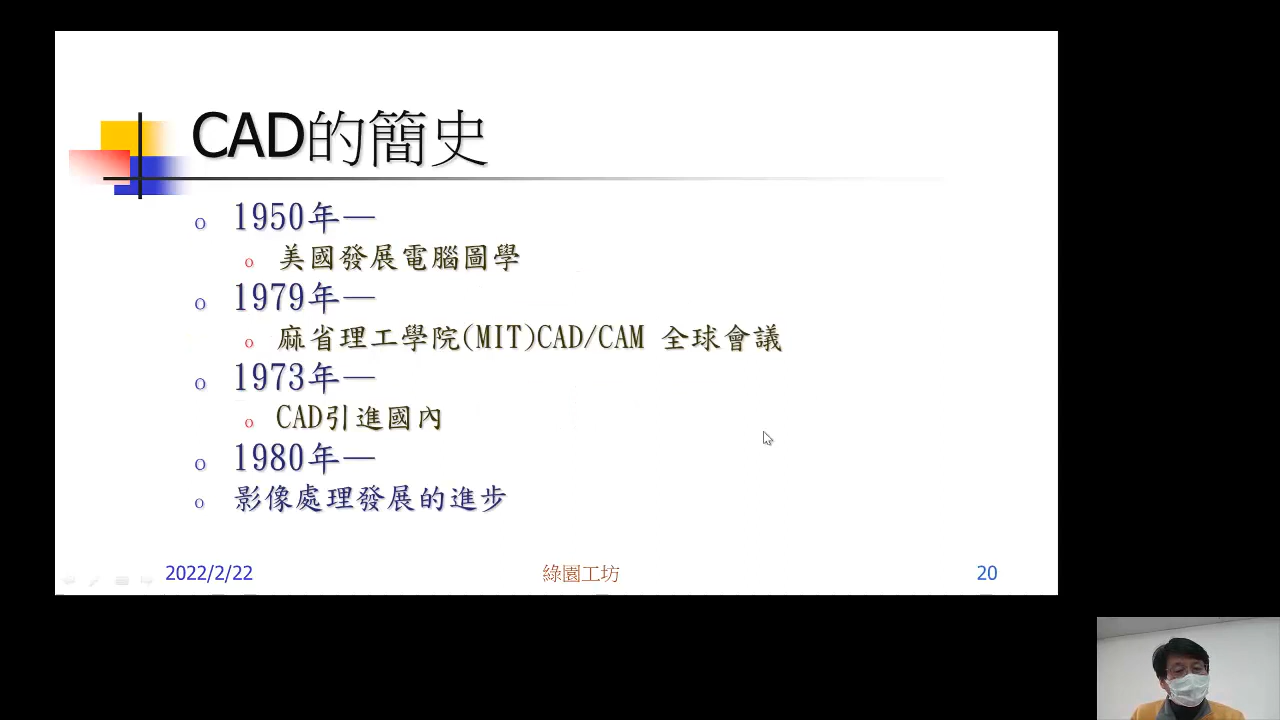 CAD的簡史
1950年—
美國發展電腦圖學
1979年—
麻省理工學院(MIT)CAD/CAM 全球會議
1973年—
CAD引進國內
1980年—
影像處理發展的進步
2022/2/22
綠園工坊
20